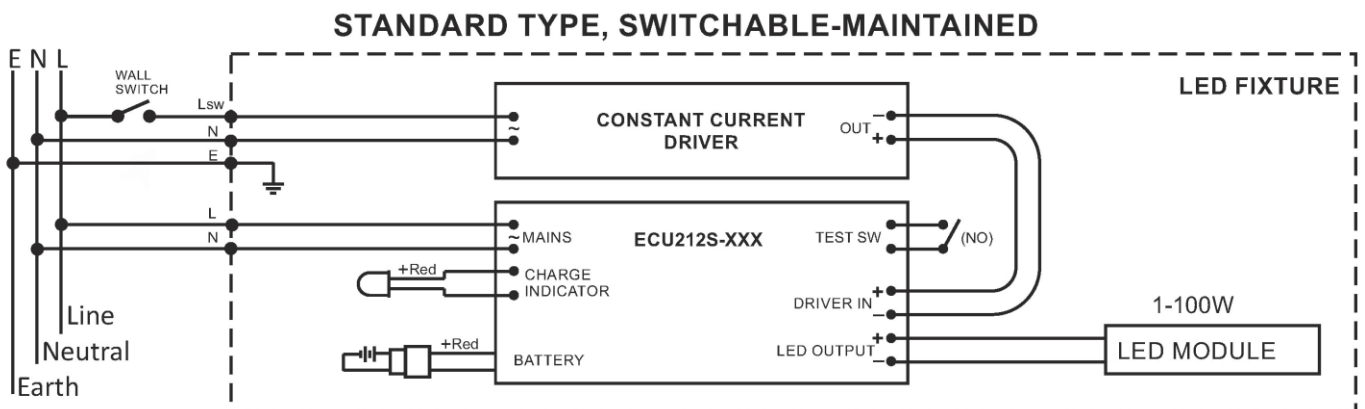 STANDARD TYPE, SWITCHABLE-MAINTAINED
E N L
WALL
SWITCH
LED FIXTURE
Lsw
N
E
~
CONSTANT CURRENT
DRIVER
OUT
−
+
L
N
~MAINS
ECU212S-XXX
TEST SW
(NO)
+Red
CHARGE
INDICATOR
DRIVER IN
+
−
1-100W
Line
Neutral
Earth
+Red
BATTERY
LED OUTPUT
+
−
LED MODULE